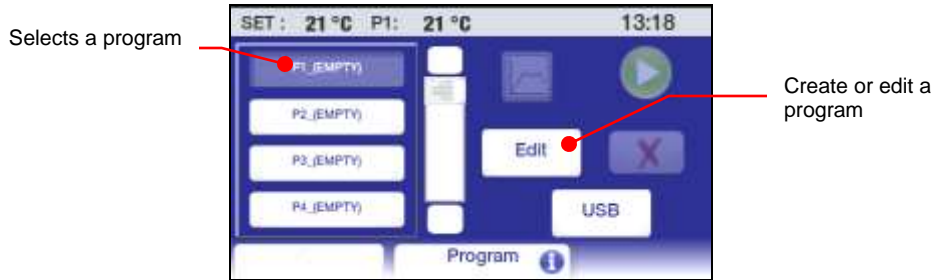 SET : 21 °C P1: 21 °C 13:18
Selects a program
P1_(EMPTY)
P2_(EMPTY)
P3_(EMPTY)
P4_(EMPTY)
Edit
X
USB
Create or edit a
program
Program i